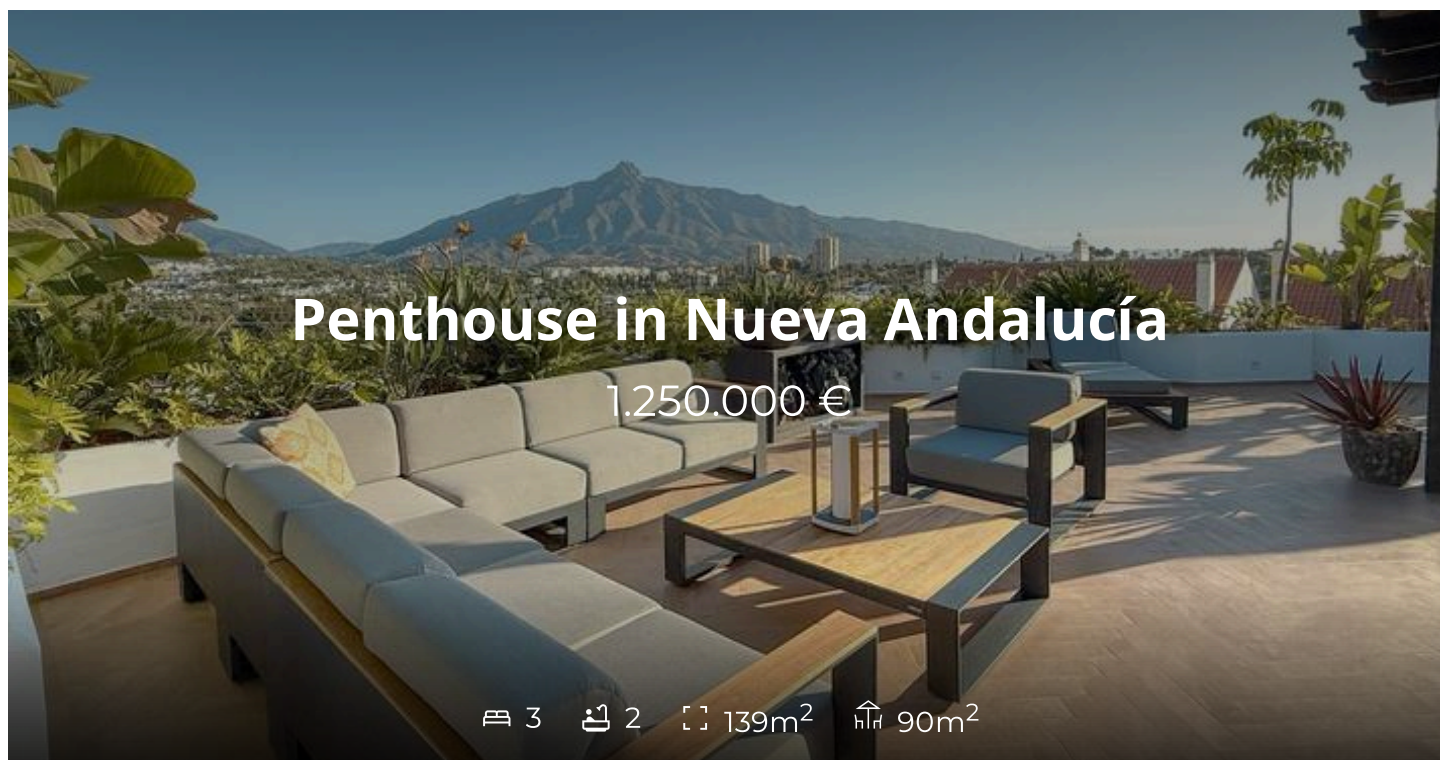 Penthouse in Nueva Andalucía
1.250.000 €
3 2 139m² 90m²